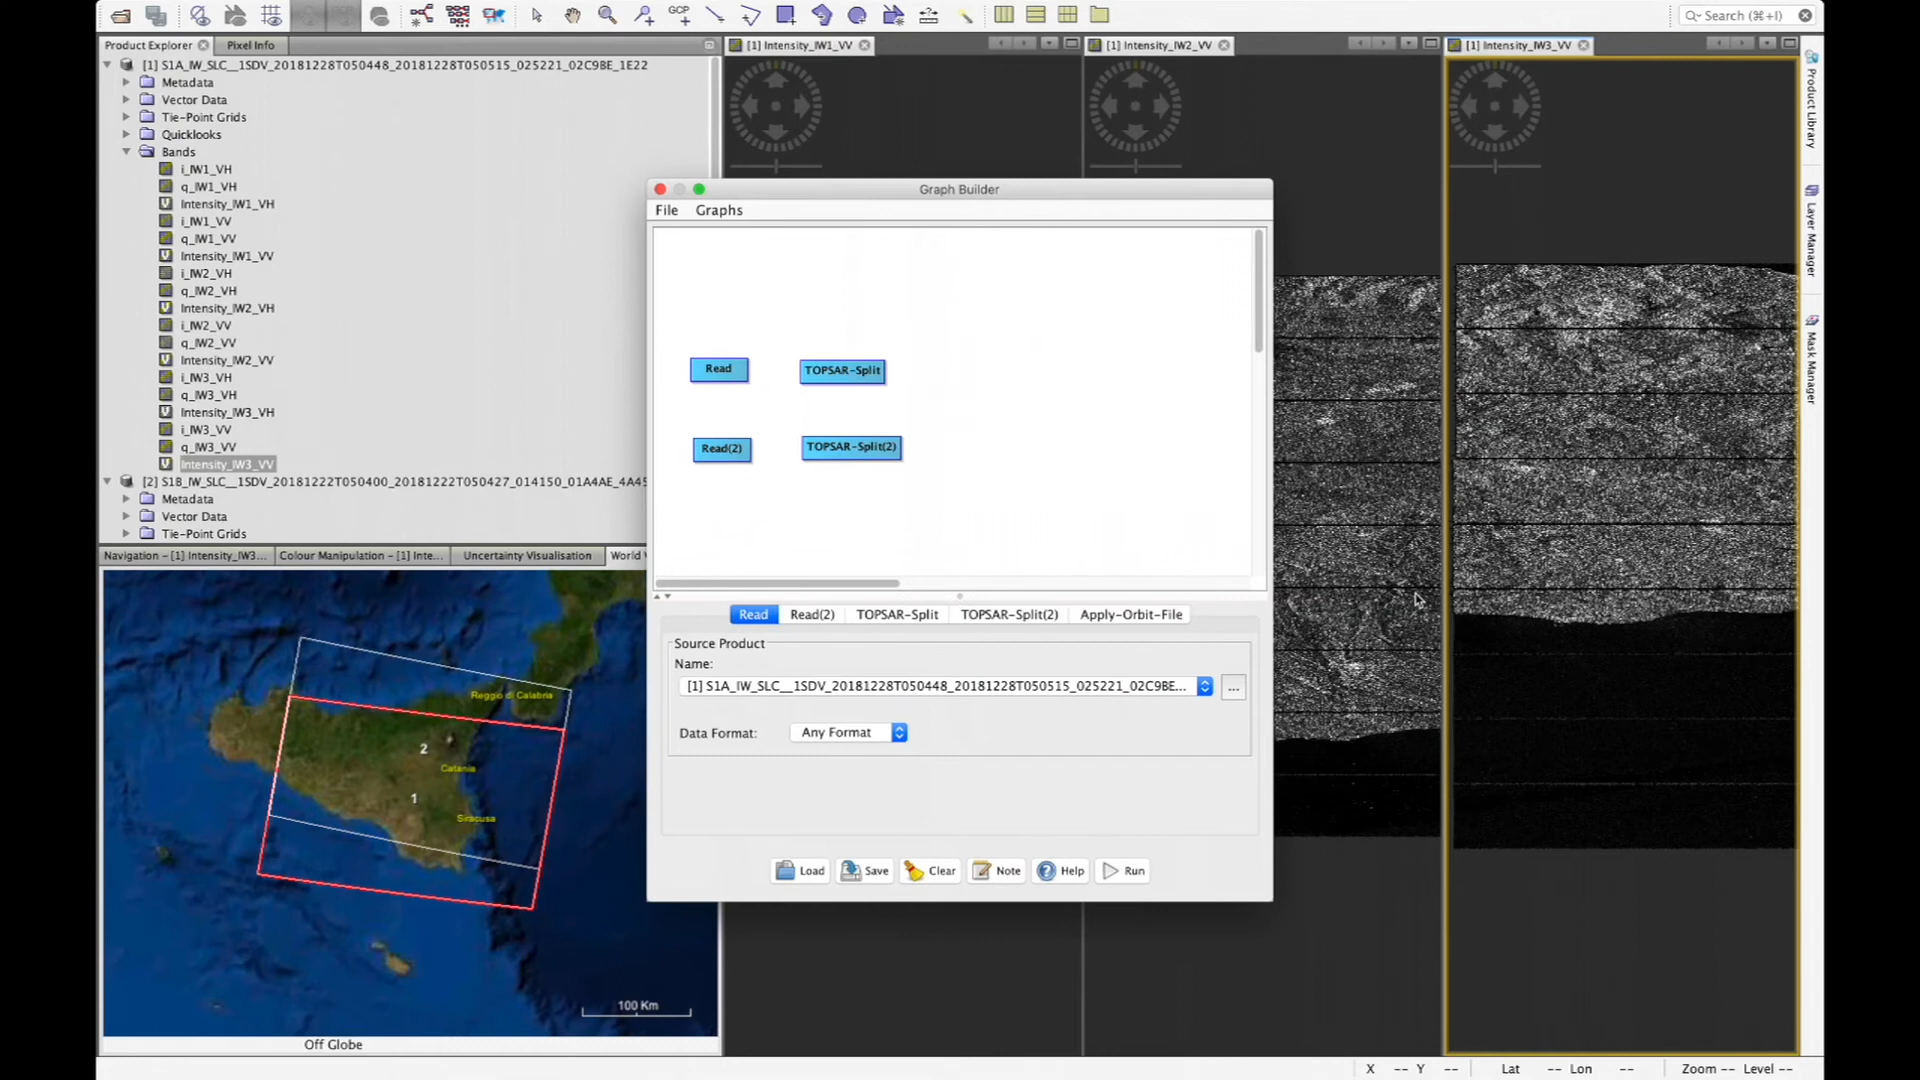 GCP
Search (⌘+I)
Product Explorer
Pixel Info
[1] Intensity_IW1_VV
[1] Intensity_IW2_VV
[1] Intensity_IW3_VV
[1] S1A_IW_SLC__1SDV_20181228T050448_20181228T050515_025221_02C9BE_1E22
Metadata
Vector Data
Tie-Point Grids
Quicklooks
Bands
i_IW1_VH
q_IW1_VH
Intensity_IW1_VH
i_IW1_VV
q_IW1_VV
Intensity_IW1_VV
i_IW2_VH
q_IW2_VH
Intensity_IW2_VH
i_IW2_VV
q_IW2_VV
Intensity_IW2_VV
i_IW3_VH
q_IW3_VH
Intensity_IW3_VH
i_IW3_VV
q_IW3_VV
Intensity_IW3_VV
[2] S1B_IW_SLC__1SDV_20181222T050400_20181222T050427_014150_01A4AE_4A45
Metadata
Vector Data
Tie-Point Grids
Navigation - [1] Intensity_IW3...
Colour Manipulation - [1] Inte...
Uncertainty Visualisation
World
Reggio di Calabria
2
Catania
1
Siracusa
100 Km
Off Globe
Graph Builder
File
Graphs
Read
TOPSAR-Split
Read(2)
TOPSAR-Split(2)
Read
Read(2)
TOPSAR-Split
TOPSAR-Split(2)
Apply-Orbit-File
Source Product
Name:
[1] S1A_IW_SLC__1SDV_20181228T050448_20181228T050515_025221_02C9BE...
...
Data Format:
Any Format
Load
Save
Clear
Note
Help
Run
Product Library
Layer Manager
Mask Manager
X -- Y -- Lat -- Lon -- Zoom -- Level --